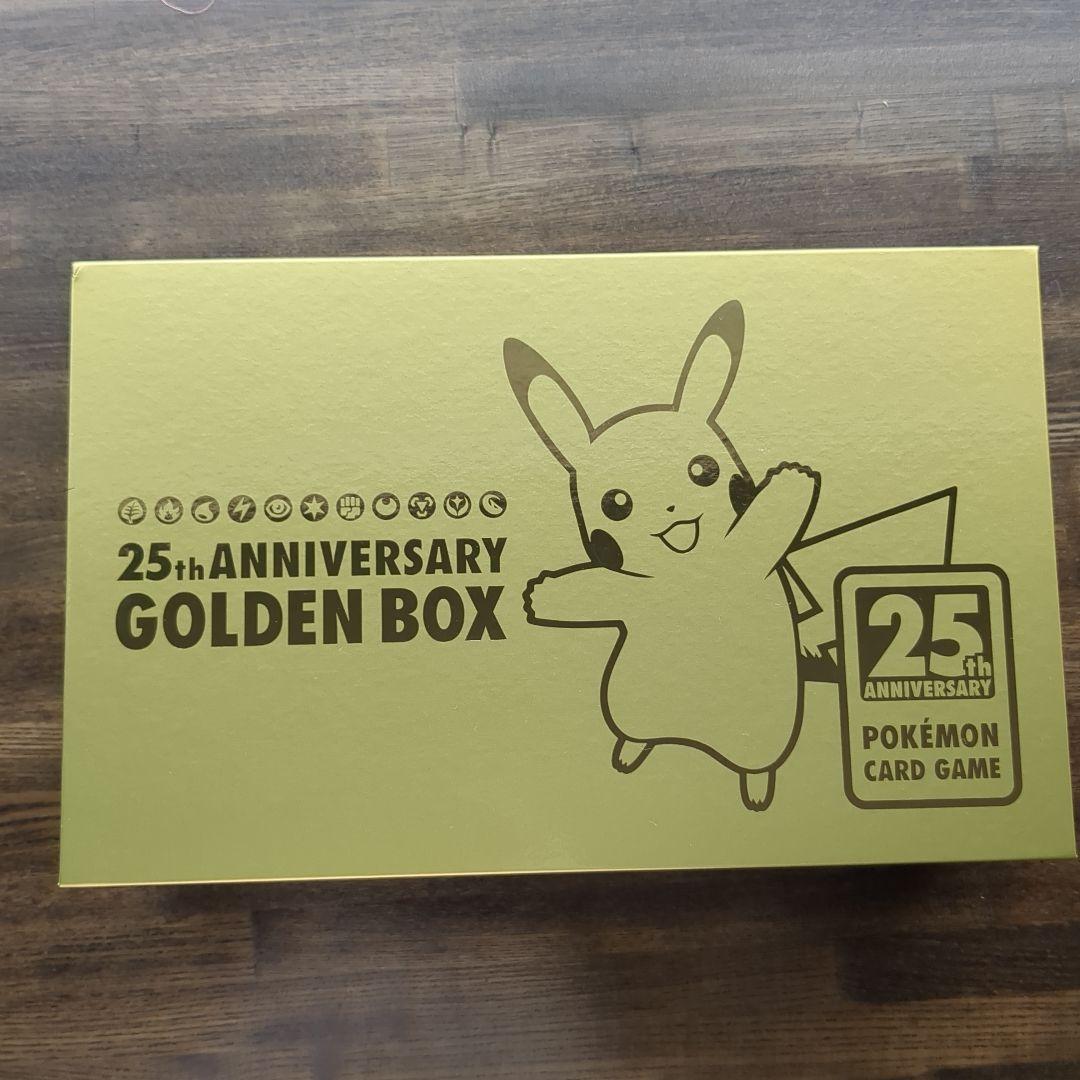 25th ANNIVERSARY
GOLDEN BOX
25th
ANNIVERSARY
POKÉMON
CARD GAME